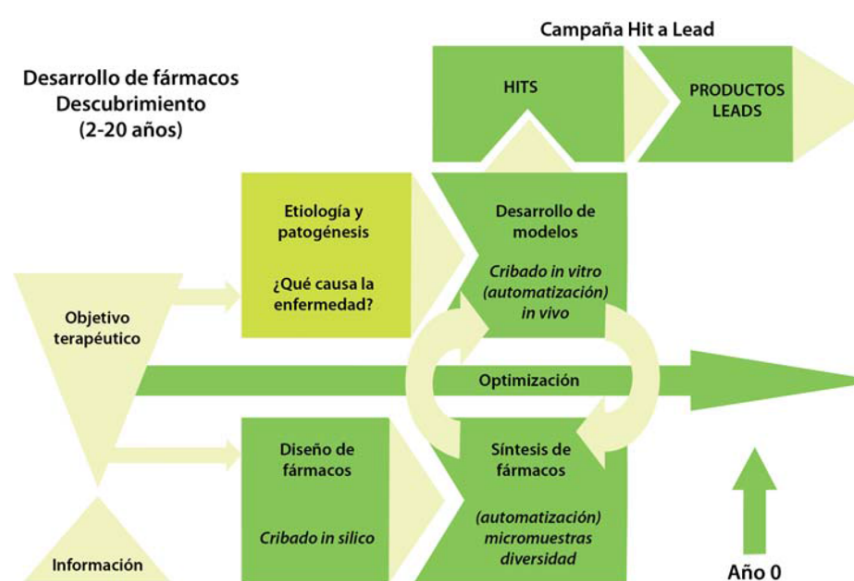 Campaña Hit a Lead
Desarrollo de fármacos
Descubrimiento
(2-20 años)
HITS
PRODUCTOS
LEADS
Etiología y
patogénesis
¿Qué causa la
enfermedad?
Desarrollo de
modelos
Cribado in vitro
(automatización)
in vivo
Objetivo
terapéutico
Optimización
Diseño de
fármacos
Cribado in silico
Síntesis de
fármacos
(automatización)
micromuestras
diversidad
Información
Año 0